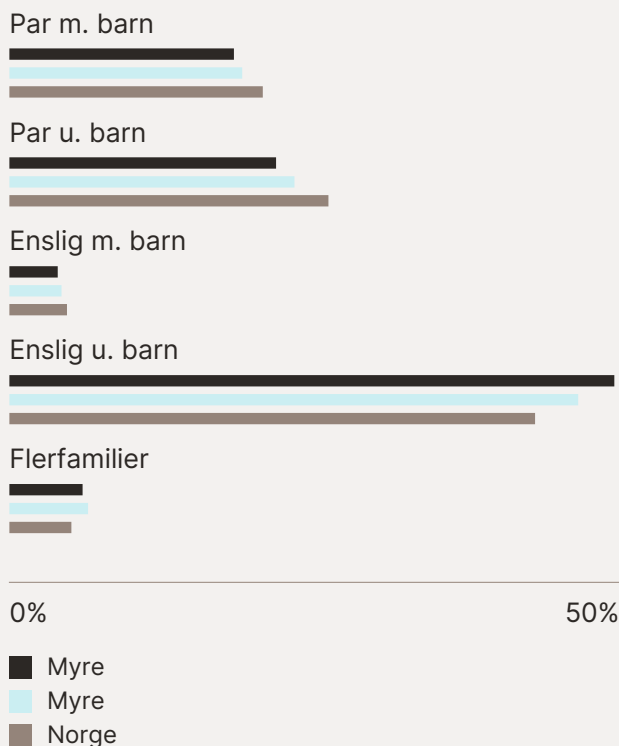 Par m. barn
Par u. barn
Enslig m. barn
Enslig u. barn
Flerfamilier
0% 50%
Myre
Myre
Norge